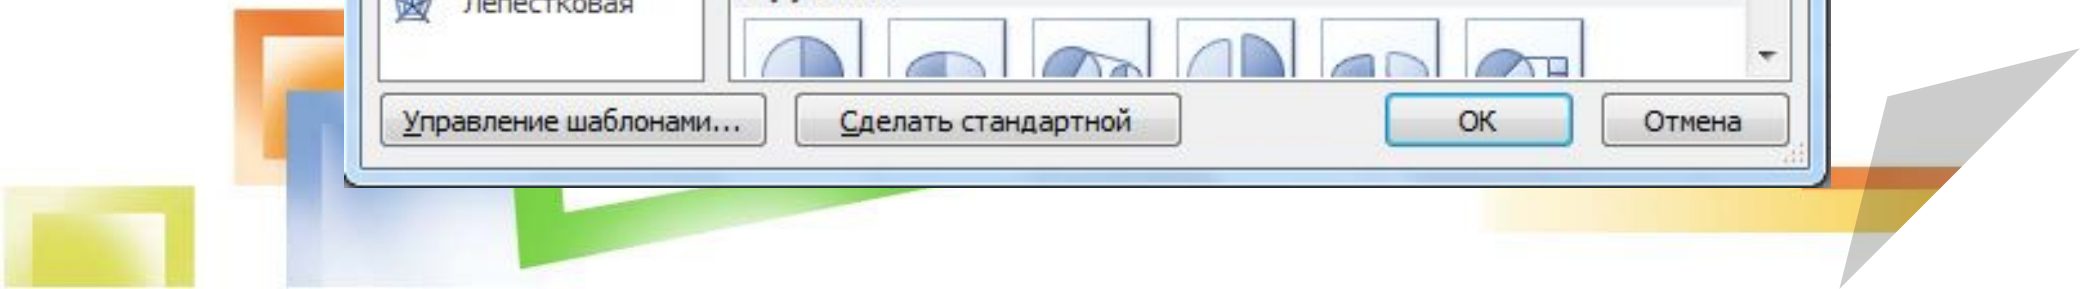 Лепестковая
Управление шаблонами...
Сделать стандартной
ОК
Отмена